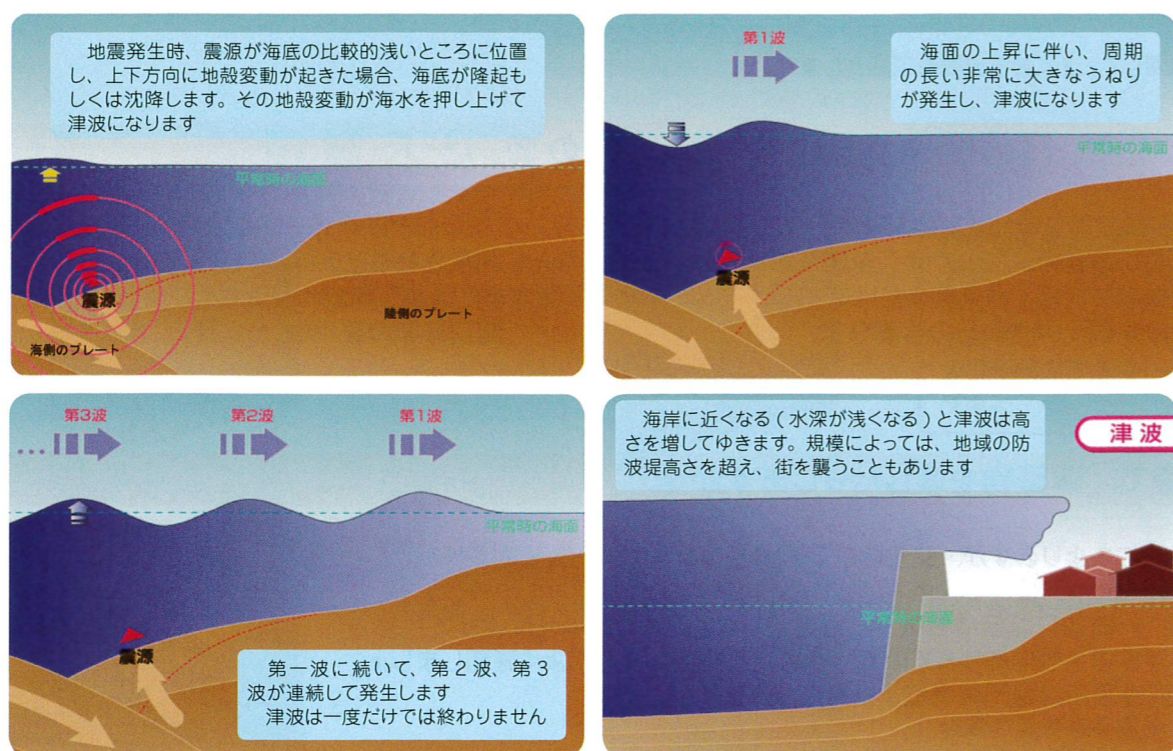 地震発生時、震源が海底の比較的浅いところに位置
し、上下方向に地殻変動が起きた場合、海底が隆起も
しくは沈降します。その地殻変動が海水を押し上げて
津波になります
平常時の海面
震源
陸側のプレート
海側のプレート
第1波
海面の上昇に伴い、周期
の長い非常に大きなうねり
が発生し、津波になります
平常時の海面
震源
第3波
第2波
第1波
平常時の海面
震源
第一波に続いて、第2波、第3
波が連続して発生します
津波は一度だけでは終わりません
海岸に近くなる(水深が浅くなる)と津波は高
さを増してゆきます。規模によっては、地域の防
波堤高さを超え、街を襲うこともあります
津波
平常時の海面